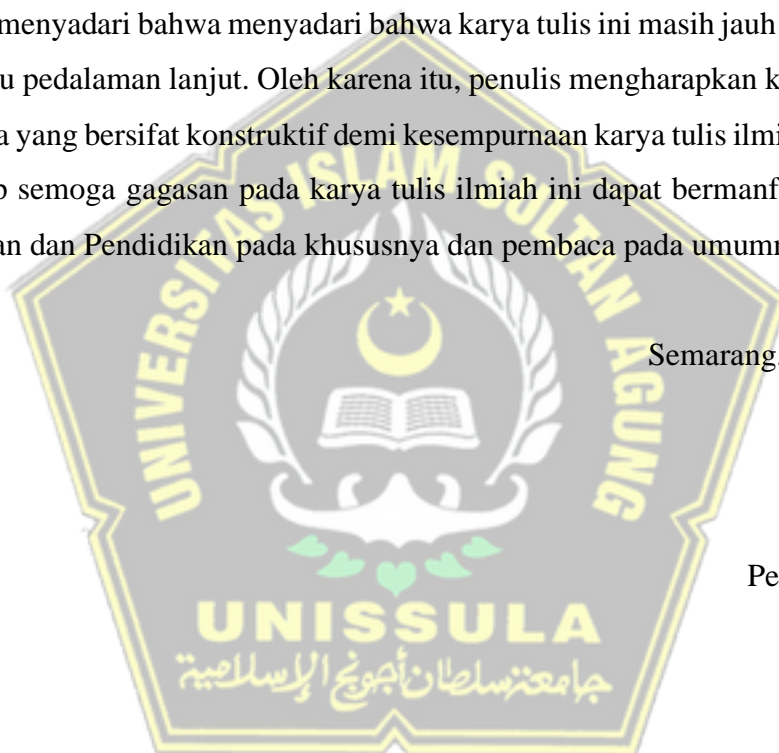 menyadari bahwa menyadari bahwa karya tulis ini masih jauh
u pedalaman lanjut. Oleh karena itu, penulis mengharapkan k
a yang bersifat konstruktif demi kesempurnaan karya tulis ilmi
semoga gagasan pada karya tulis ilmiah ini dapat bermanf
an dan Pendidikan pada khususnya dan pembaca pada umum
Semarang,
Pe
UNIVERSITAS ISLAM SULTAN AGUNG
UNISSULA
جامعة سلطان أجونج الإسلامية